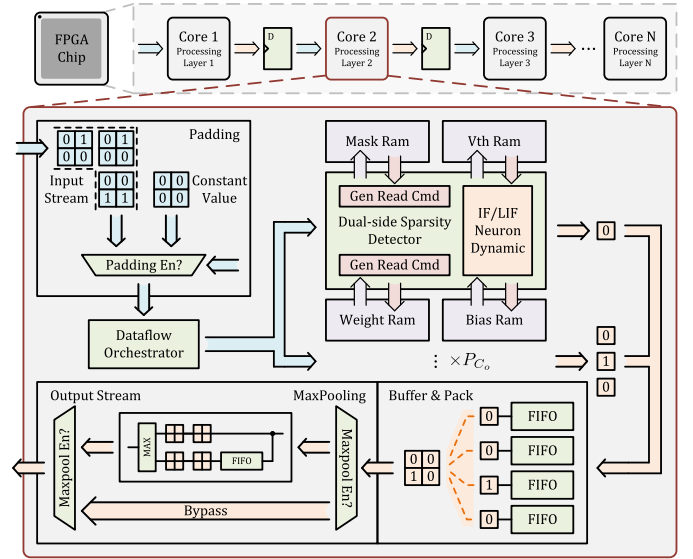 FPGA
Chip
Core 1
Processing
Layer 1
D
Core 2
Processing
Layer 2
D
Core 3
Processing
Layer 3
...
Core N
Processing
Layer N
Padding
0 1 0 1
0 0 0 0
Input
Stream
0 0
1 1
0 0
0 0
Constant
Value
Padding En?
Dataflow
Orchestrator
Mask Ram
Vth Ram
Gen Read Cmd
Dual-side Sparsity
Detector
Gen Read Cmd
IF/LIF
Neuron
Dynamic
Weight Ram
Bias Ram
0
⋮ ×P_{C_o}
0
1
0
Output Stream
MaxPooling
Maxpool En?
MAX
FIFO
Maxpool En?
Bypass
Buffer & Pack
0 0
1 0
0 FIFO
0 FIFO
1 FIFO
0 FIFO